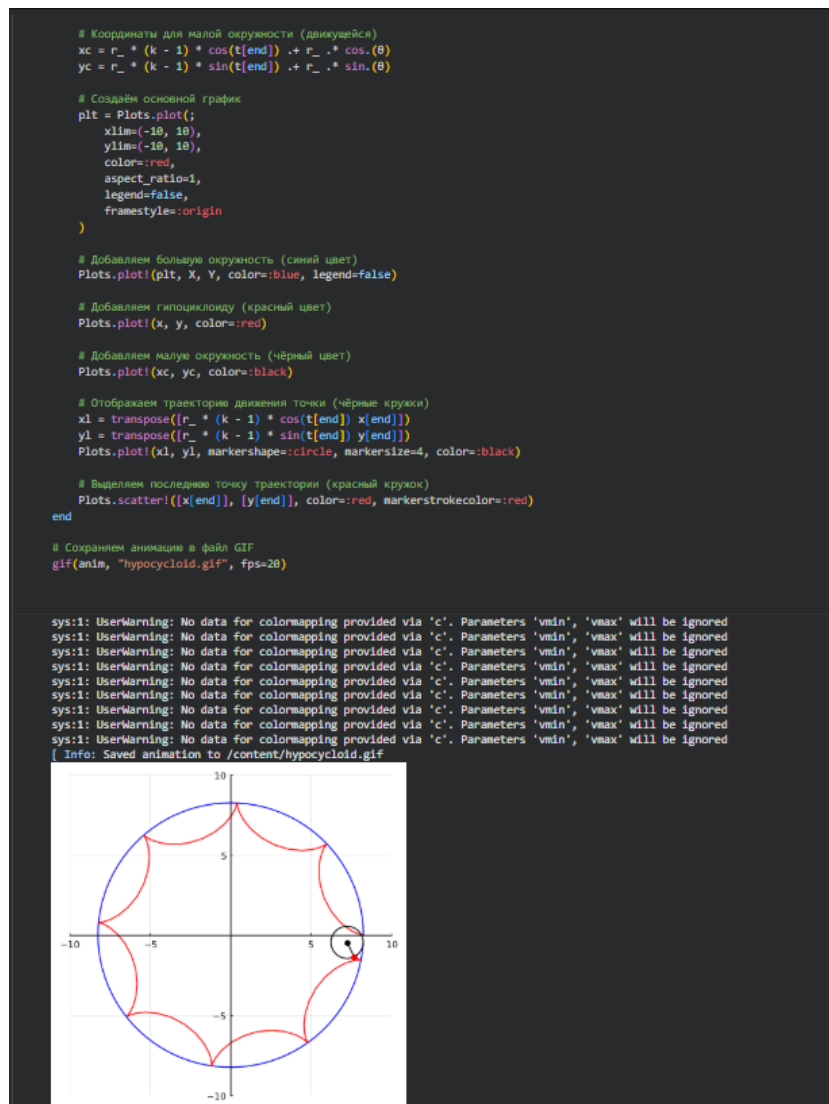 # Координаты для малой окружности (движущейся)
xc = r_ * (k - 1) * cos(t[end]) .+ r_ .* cos.(θ)
yc = r_ * (k - 1) * sin(t[end]) .+ r_ .* sin.(θ)
# Создаём основной график
plt = Plots.plot(;
xlim=(-10, 10),
ylim=(-10, 10),
color=:red,
aspect_ratio=1,
legend=false,
framestyle=:origin
)
# Добавляем большую окружность (синий цвет)
Plots.plot!(plt, X, Y, color=:blue, legend=false)
# Добавляем гипоциклоиду (красный цвет)
Plots.plot!(x, y, color=:red)
# Добавляем малую окружность (чёрный цвет)
Plots.plot!(xc, yc, color=:black)
# Отображаем траекторию движения точки (чёрные кружки)
xl = transpose([r_ * (k - 1) * cos(t[end]) x[end]])
yl = transpose([r_ * (k - 1) * sin(t[end]) y[end]])
Plots.plot!(xl, yl, markershape=:circle, markersize=4, color=:black)
# Выделяем последнюю точку траектории (красный кружок)
Plots.scatter!([x[end]], [y[end]], color=:red, markerstrokecolor=:red)
end
# Сохраняем анимацию в файл GIF
gif(anim, "hypocycloid.gif", fps=20)
sys:1: UserWarning: No data for colormapping provided via 'c'. Parameters 'vmin', 'vmax' will be ignored
sys:1: UserWarning: No data for colormapping provided via 'c'. Parameters 'vmin', 'vmax' will be ignored
sys:1: UserWarning: No data for colormapping provided via 'c'. Parameters 'vmin', 'vmax' will be ignored
sys:1: UserWarning: No data for colormapping provided via 'c'. Parameters 'vmin', 'vmax' will be ignored
sys:1: UserWarning: No data for colormapping provided via 'c'. Parameters 'vmin', 'vmax' will be ignored
sys:1: UserWarning: No data for colormapping provided via 'c'. Parameters 'vmin', 'vmax' will be ignored
sys:1: UserWarning: No data for colormapping provided via 'c'. Parameters 'vmin', 'vmax' will be ignored
sys:1: UserWarning: No data for colormapping provided via 'c'. Parameters 'vmin', 'vmax' will be ignored
sys:1: UserWarning: No data for colormapping provided via 'c'. Parameters 'vmin', 'vmax' will be ignored
[ Info: Saved animation to /content/hypocycloid.gif
10
5
-10 -5 5 10
-5
-10